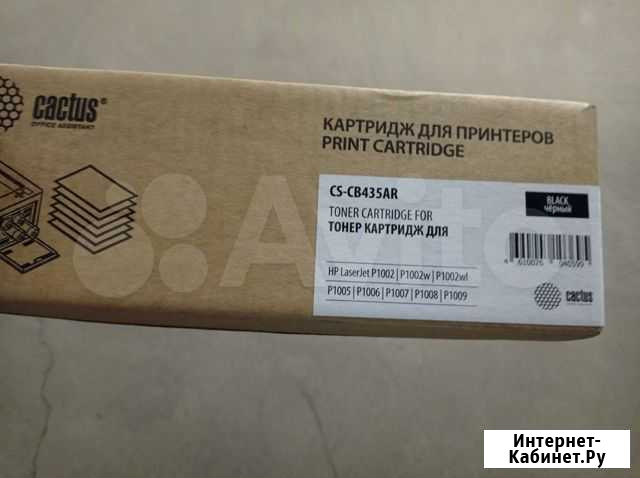 cactus®
OFFICE ASSISTANT
КАРТРИДЖ ДЛЯ ПРИНТЕРОВ
PRINT CARTRIDGE
CS-CB435AR
TONER CARTRIDGE FOR
ТОНЕР КАРТРИДЖ ДЛЯ
BLACK
чёрный
HP LaserJet P1002 | P1002w | P1002wl
P1005 | P1006 | P1007 | P1008 | P1009
cactus
Avito
Интернет-
Кабинет.Ру